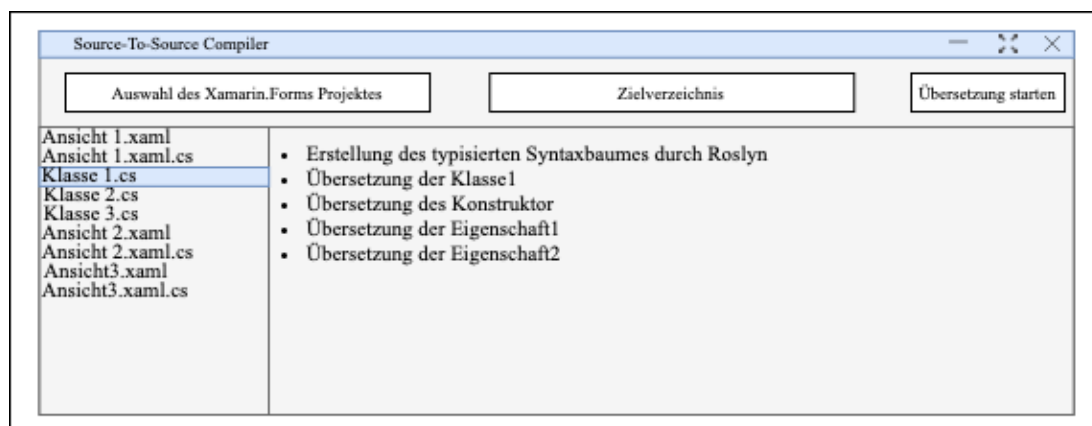 Source-To-Source Compiler
Auswahl des Xamarin.Forms Projektes
Zielverzeichnis
Übersetzung starten
Ansicht 1.xaml
Ansicht 1.xaml.cs
Klasse 1.cs
Klasse 2.cs
Klasse 3.cs
Ansicht 2.xaml
Ansicht 2.xaml.cs
Ansicht3.xaml
Ansicht3.xaml.cs
• Erstellung des typisierten Syntaxbaumes durch Roslyn
• Übersetzung der Klasse1
• Übersetzung des Konstruktor
• Übersetzung der Eigenschaft1
• Übersetzung der Eigenschaft2